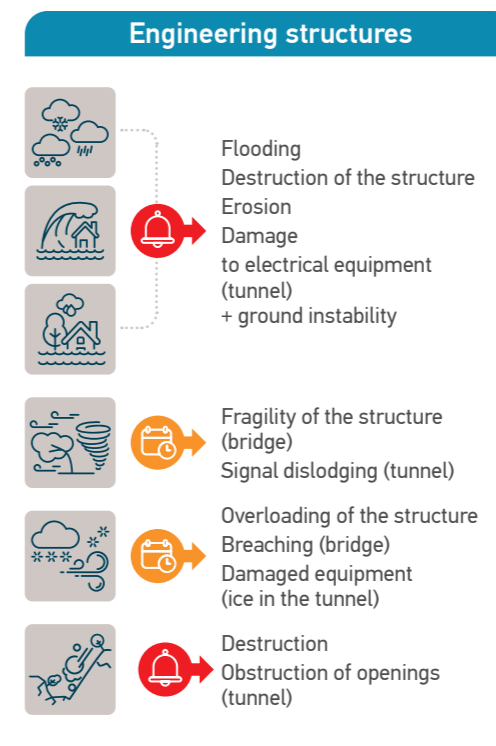 Engineering structures
Flooding
Destruction of the structure
Erosion
Damage
to electrical equipment
(tunnel)
+ ground instability
Fragility of the structure
(bridge)
Signal dislodging (tunnel)
Overloading of the structure
Breaching (bridge)
Damaged equipment
(ice in the tunnel)
Destruction
Obstruction of openings
(tunnel)